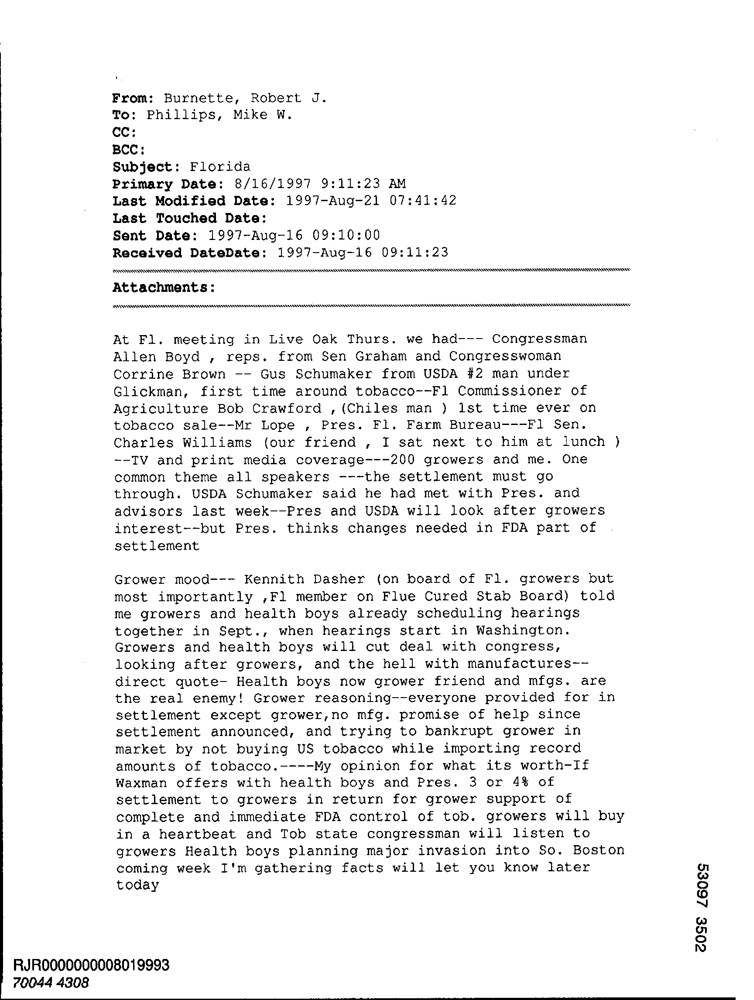 From: Burnette, Robert J.
To: Phillips, Mike W.
CC:
BCC:
Subject: Florida
Primary Date: 8/16/1997 9:11:23 AM
Last Modified Date: 1997-Aug-21 07:41:42
Last Touched Date:
Sent Date: 1997-Aug-16 09:10:00
Received DateDate: 1997-Aug-16 09:11:23
Attachments:
At Fl. meeting in Live Oak Thurs. we had--- Congressman
Allen Boyd , reps. from Sen Graham and Congresswoman
Corrine Brown -- Gus Schumaker from USDA #2 man under
Glickman, first time around tobacco--Fl Commissioner of
Agriculture Bob Crawford ,(Chiles man ) 1st time ever on
tobacco sale--Mr Lope , Pres. Fl. Farm Bureau---Fl Sen.
Charles Williams (our friend , I sat next to him at lunch )
--TV and print media coverage---200 growers and me. One
common theme all speakers ---the settlement must go
through. USDA Schumaker said he had met with Pres. and
advisors last week--Pres and USDA will look after growers
interest--but Pres. thinks changes needed in FDA part of
settlement
Grower mood--- Kennith Dasher (on board of Fl. growers but
most importantly ,Fl member on Flue Cured Stab Board) told
me growers and health boys already scheduling hearings
together in Sept., when hearings start in Washington.
Growers and health boys will cut deal with congress,
looking after growers, and the hell with manufactures--
direct quote- Health boys now grower friend and mfgs. are
the real enemy! Grower reasoning--everyone provided for in
settlement except grower,no mfg. promise of help since
settlement announced, and trying to bankrupt grower in
market by not buying US tobacco while importing record
amounts of tobacco.----My opinion for what its worth-If
Waxman offers with health boys and Pres. 3 or 4% of
settlement to growers in return for grower support of
complete and immediate FDA control of tob. growers will buy
in a heartbeat and Tob state congressman will listen to
growers Health boys planning major invasion into So. Boston
coming week I'm gathering facts will let you know later
today
53097 3502
RJR0000000008019993
70044 4308